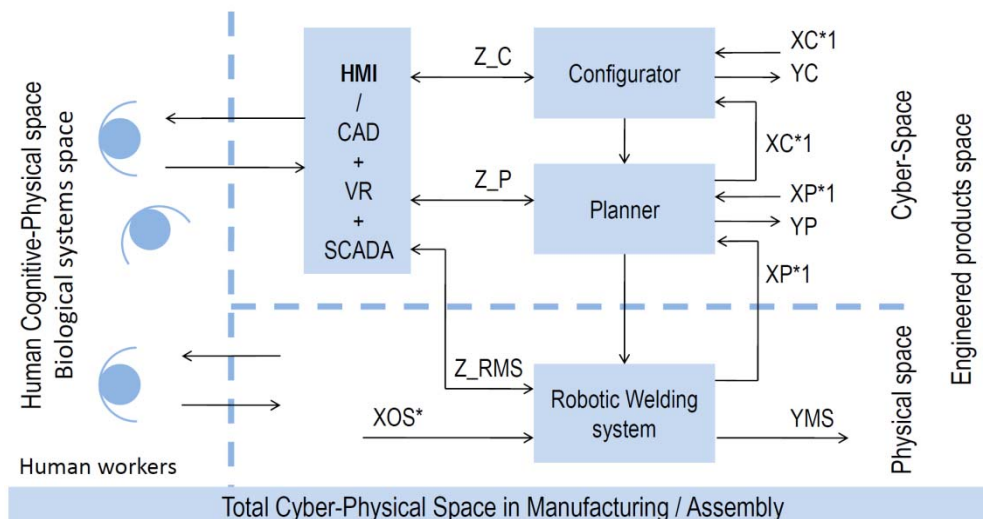 Human Cognitive-Physical space
Biological systems space
Human workers
HMI
/
CAD
+
VR
+
SCADA
Z_C
Z_P
Z_RMS
XOS*
Configurator
Planner
Robotic Welding
system
XC*1
YC
XC*1
XP*1
YP
XP*1
YMS
Cyber-Space
Physical space
Engineered products space
Total Cyber-Physical Space in Manufacturing / Assembly